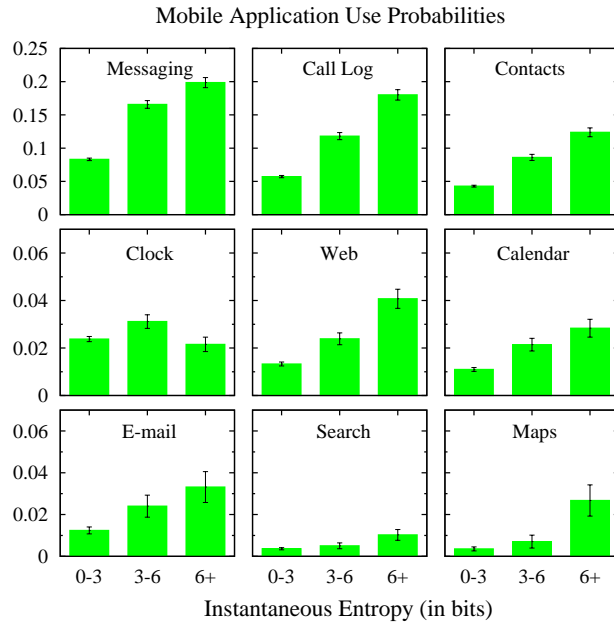 Mobile Application Use Probabilities
0.25
0.2
0.15
0.1
0.05
0
Messaging
Call Log
Contacts
0.06
0.04
0.02
0
Clock
Web
Calendar
0.06
0.04
0.02
0
E-mail
Search
Maps
0-3 3-6 6+ 0-3 3-6 6+ 0-3 3-6 6+
Instantaneous Entropy (in bits)